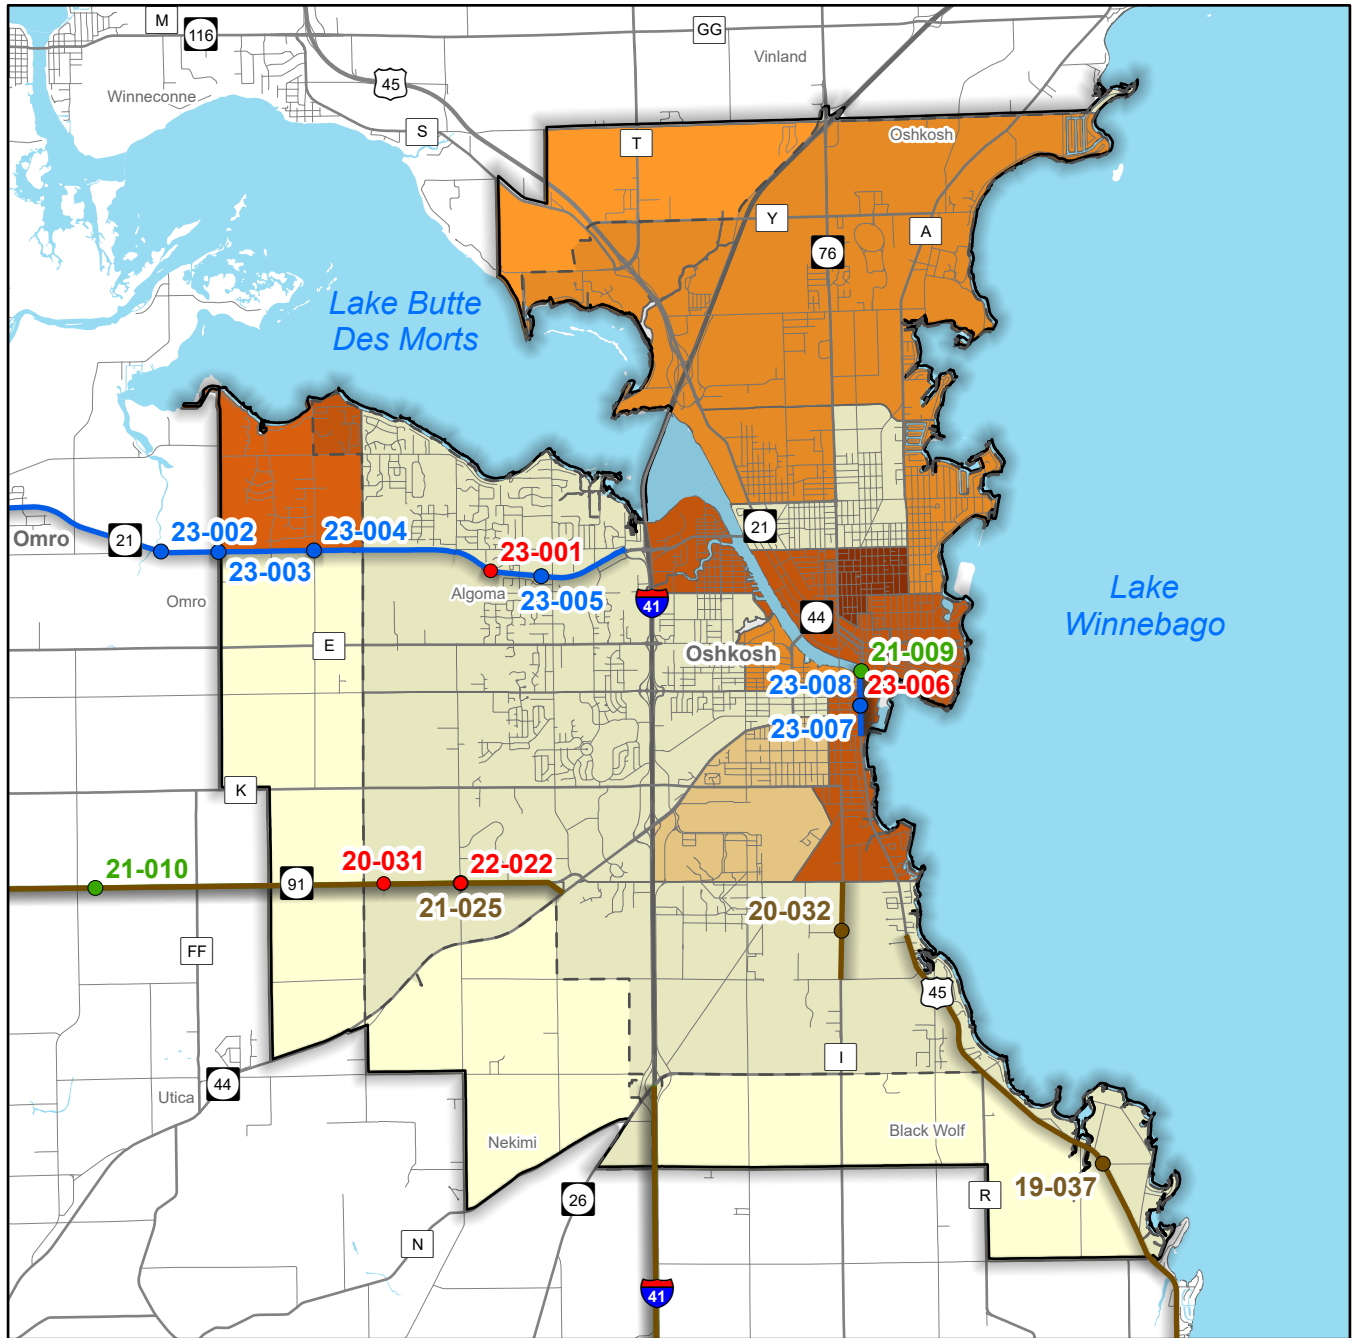 M
116
GG
Vinland
45
Winneconne
S
T
Oshkosh
Y
A
76
Lake Butte
Des Morts
21
Omro
21
23-002
23-004
23-003
23-001
23-005
Omro
Algoma
41
44
Lake
Winnebago
E
Oshkosh
21-009
23-008
23-006
23-007
K
21-010
91
20-031
22-022
21-025
20-032
FF
45
I
44
Utica
Nekimi
Black Wolf
19-037
26
R
N
41